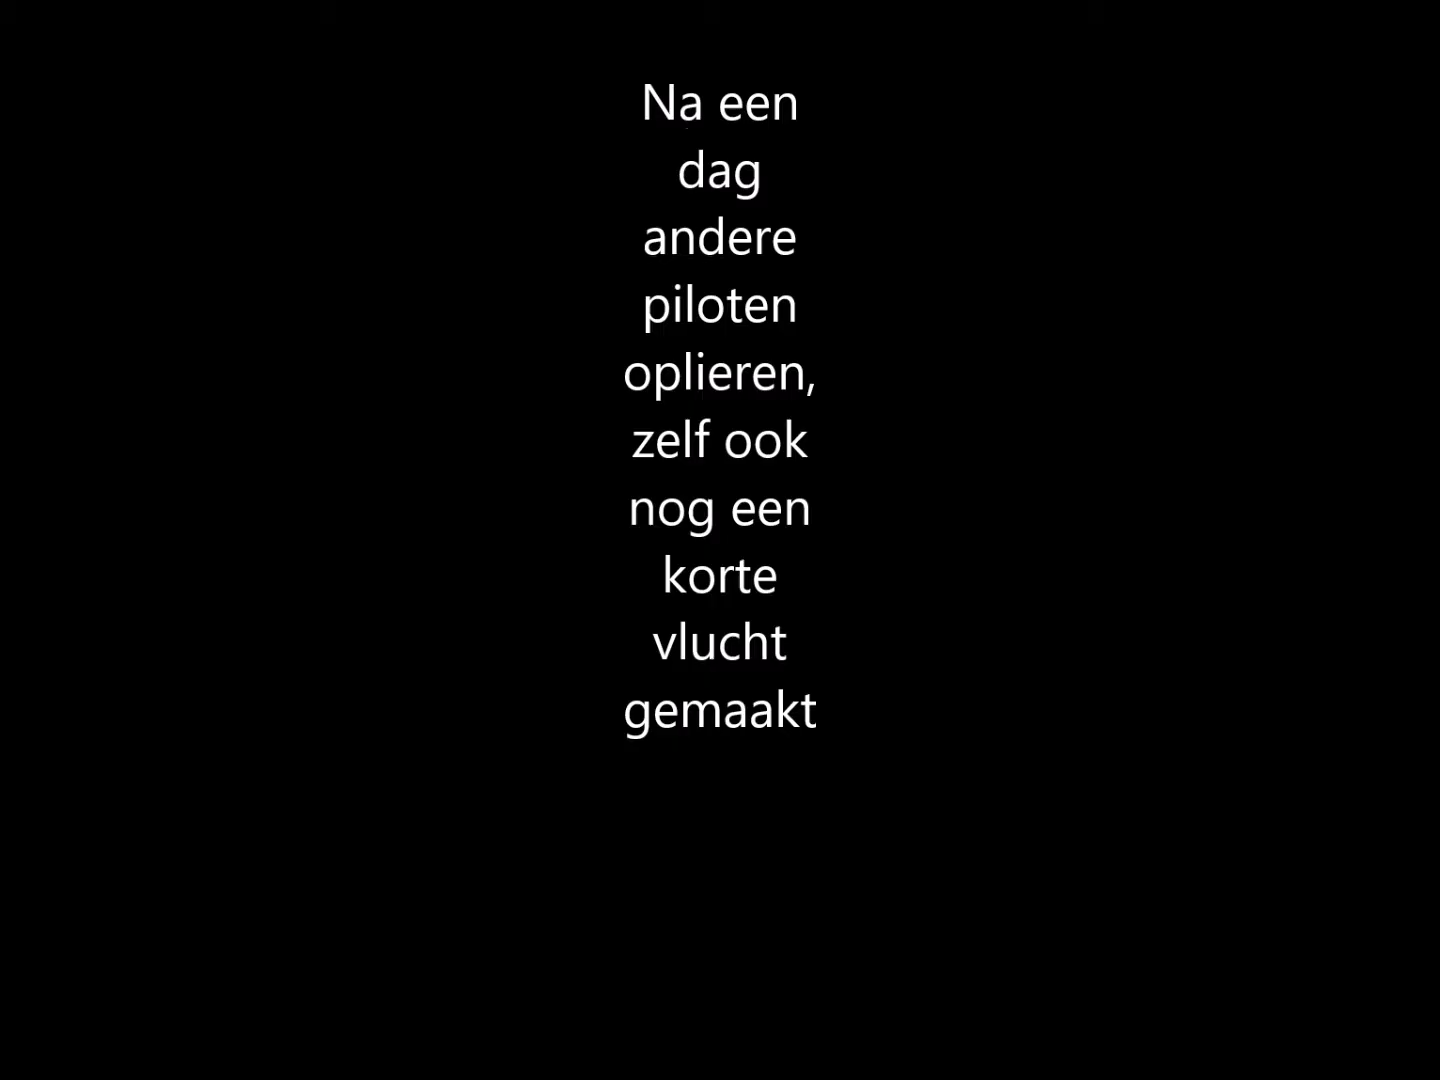 Na een
dag
andere
piloten
oplieren,
zelf ook
nog een
korte
vlucht
gemaakt